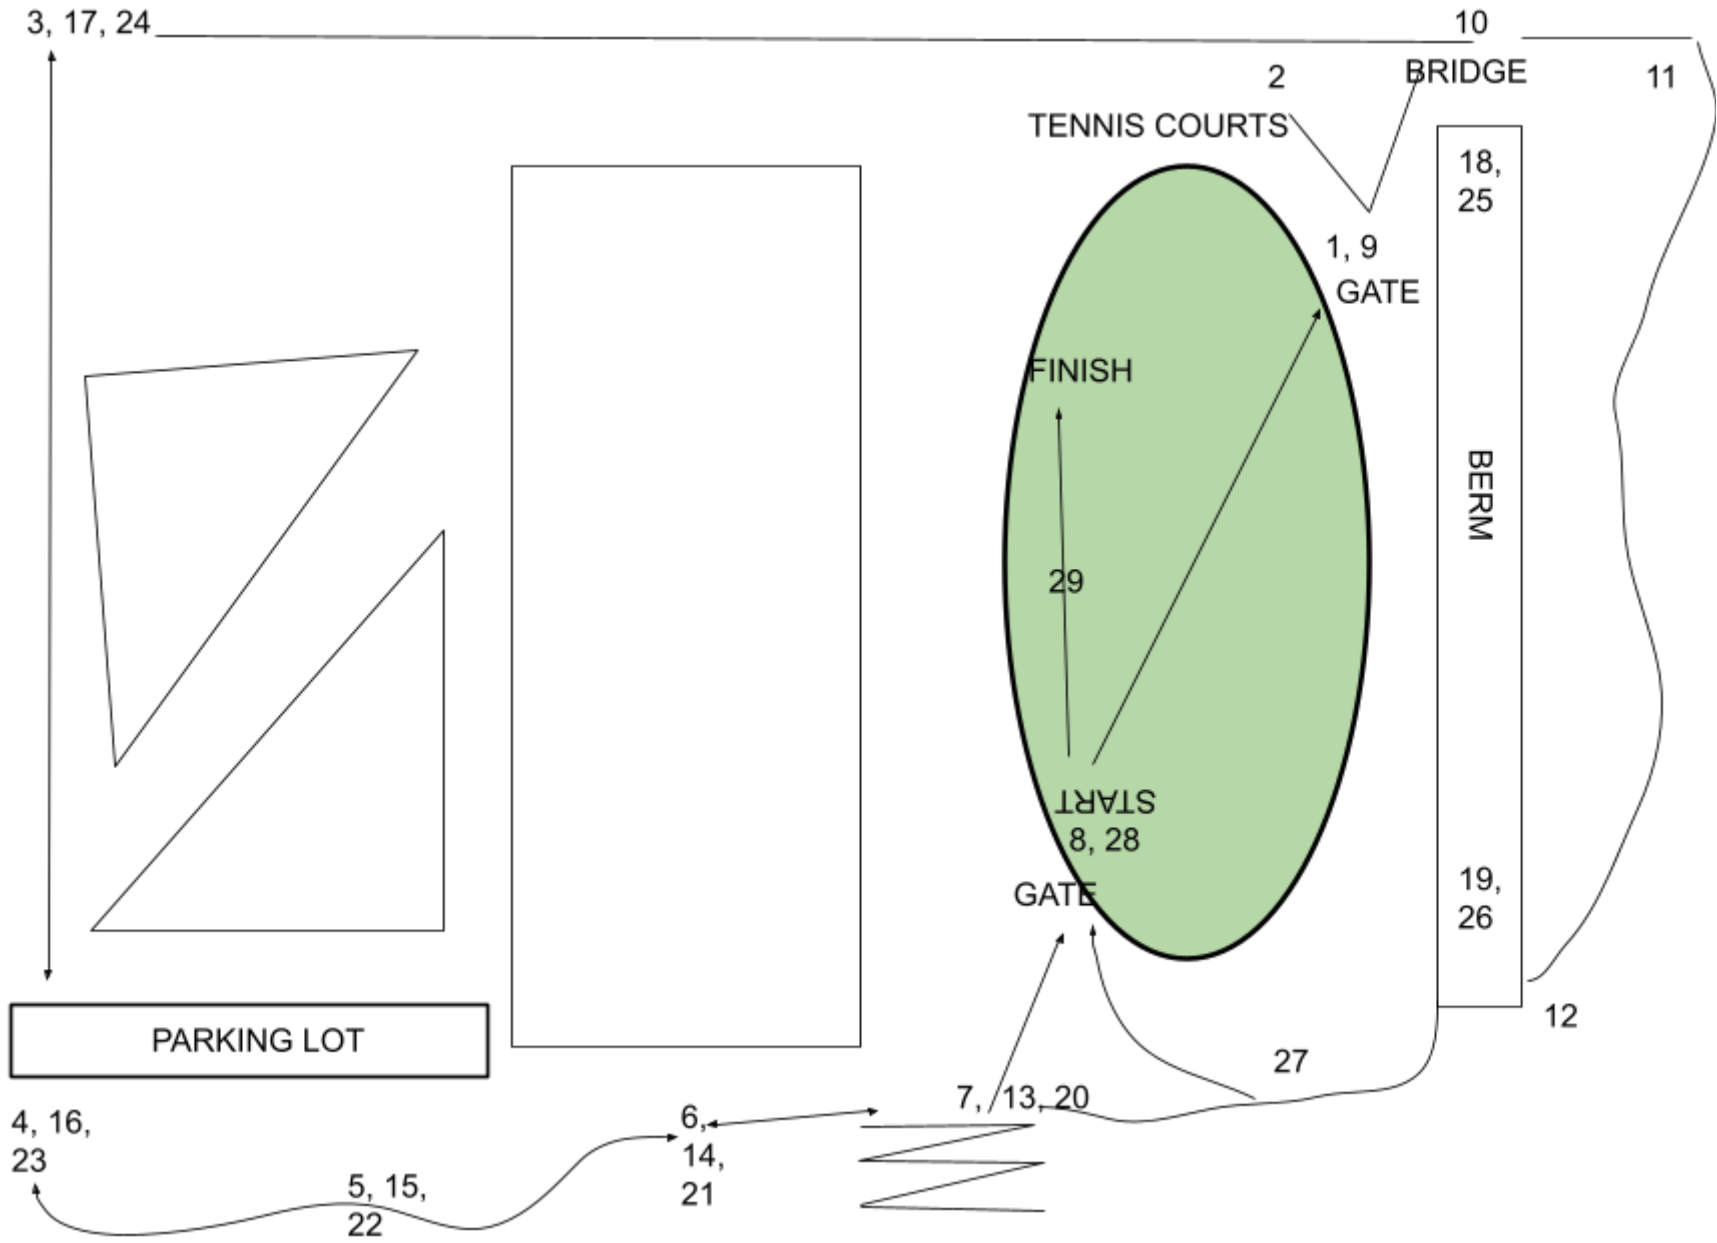 3, 17, 24
10
2
BRIDGE
11
TENNIS COURTS
18,
25
1, 9
GATE
FINISH
BERM
29
START
8, 28
GATE
19,
26
12
PARKING LOT
27
7, 13, 20
4, 16,
23
6,
14,
21
5, 15,
22